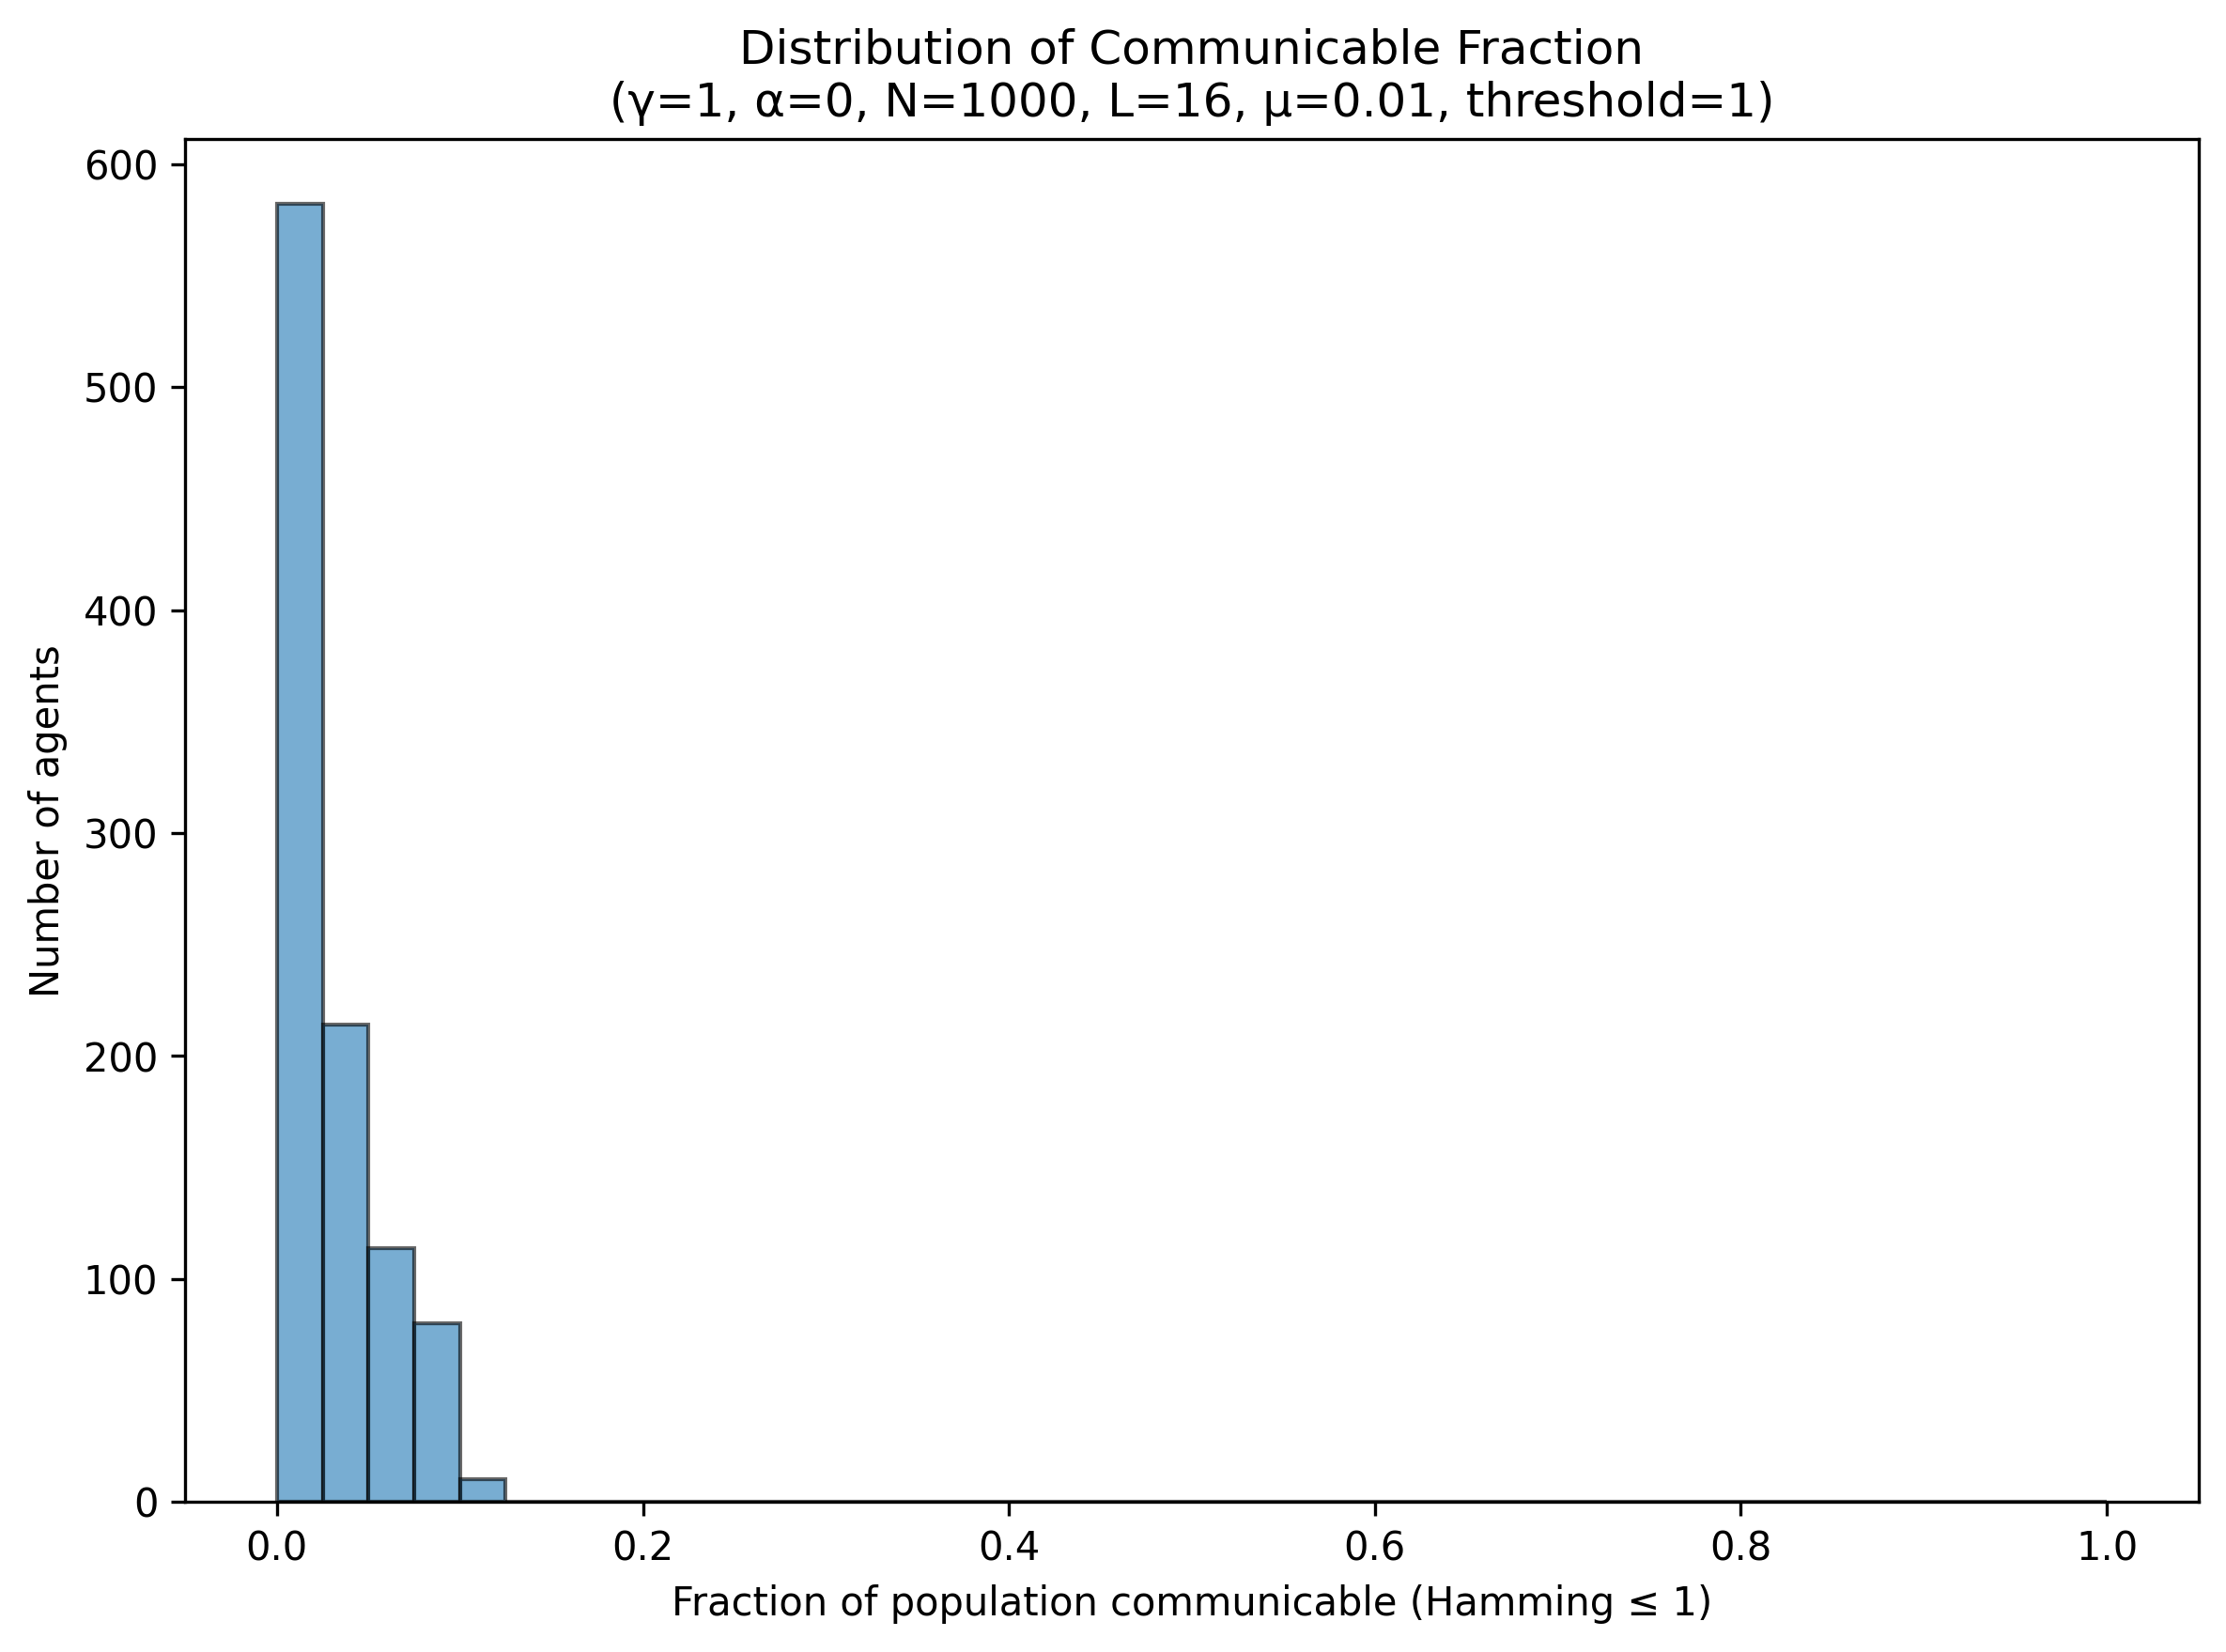 Distribution of Communicable Fraction
(γ=1, α=0, N=1000, L=16, μ=0.01, threshold=1)
Number of agents
600
500
400
300
200
100
0
0.0 0.2 0.4 0.6 0.8 1.0
Fraction of population communicable (Hamming ≤ 1)